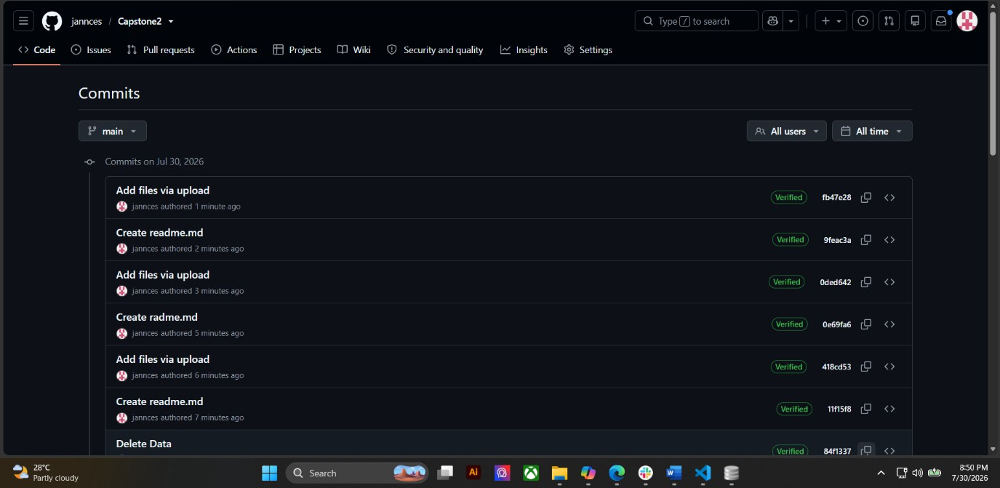 jannces / Capstone2
Type / to search
Code
Issues
Pull requests
Actions
Projects
Wiki
Security and quality
Insights
Settings
Commits
main
All users
All time
Commits on Jul 30, 2026
Add files via upload
Verified
fb47e28
jannces authored 1 minute ago
Create readme.md
Verified
9feac3a
jannces authored 2 minutes ago
Add files via upload
Verified
0ded642
jannces authored 3 minutes ago
Create radme.md
Verified
0e69fa6
jannces authored 5 minutes ago
Add files via upload
Verified
418cd53
jannces authored 6 minutes ago
Create readme.md
Verified
11f15f8
jannces authored 7 minutes ago
Delete Data
Verified
84f1337
28°C
Partly cloudy
Search
Ai
W
8:50 PM
7/30/2026